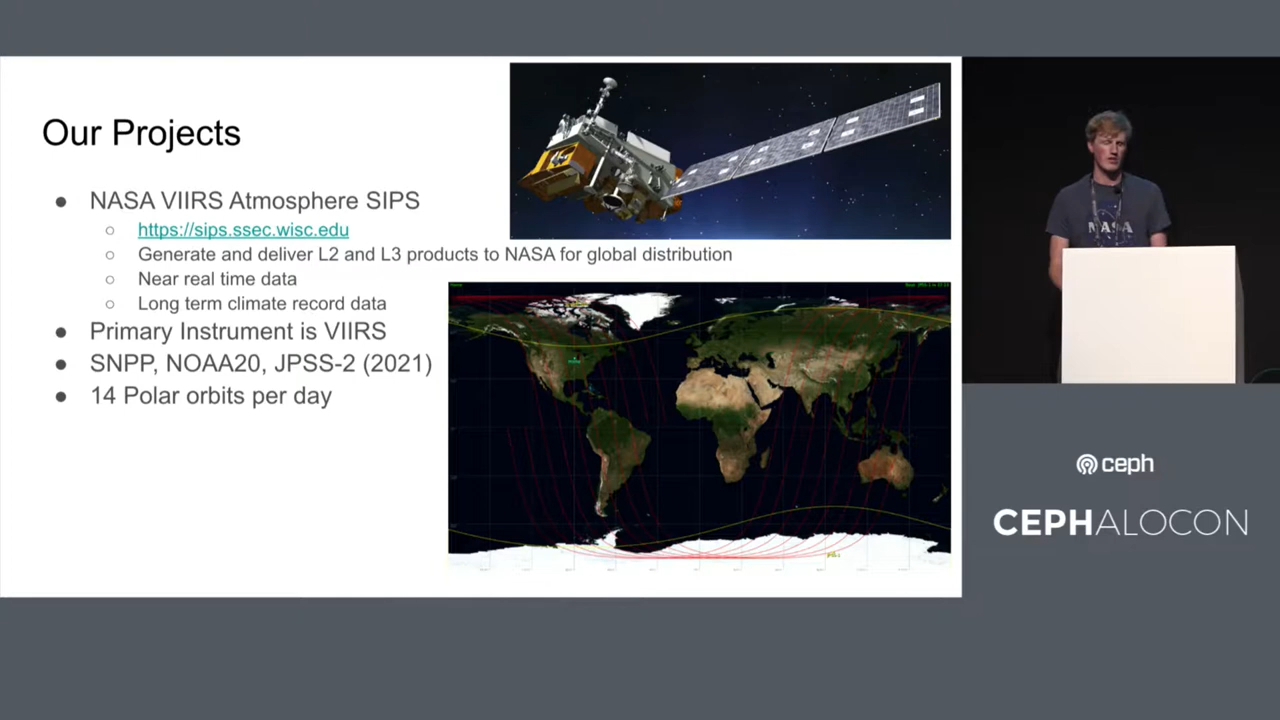 Our Projects
● NASA VIIRS Atmosphere SIPS
○ https://sips.ssec.wisc.edu
○ Generate and deliver L2 and L3 products to NASA for global distribution
○ Near real time data
○ Long term climate record data
● Primary Instrument is VIIRS
● SNPP, NOAA20, JPSS-2 (2021)
● 14 Polar orbits per day
NASA
ceph
CEPHALOCON